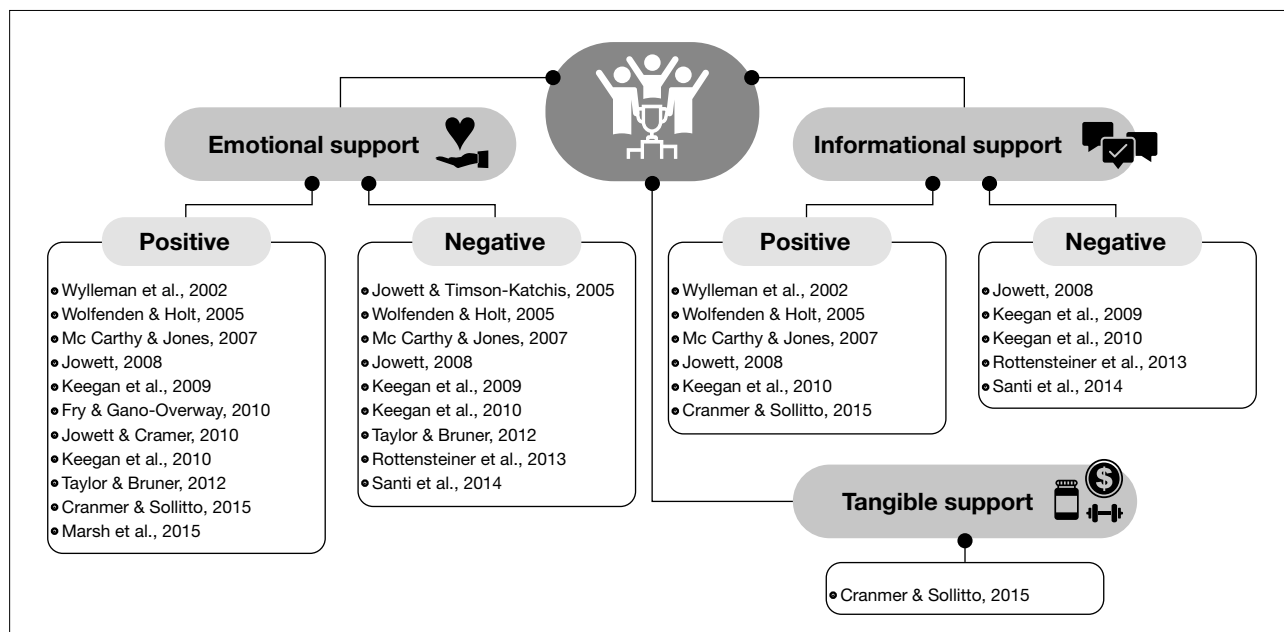 Emotional support
Positive
Wylleman et al., 2002
Wolfenden & Holt, 2005
Mc Carthy & Jones, 2007
Jowett, 2008
Keegan et al., 2009
Fry & Gano-Overway, 2010
Jowett & Cramer, 2010
Keegan et al., 2010
Taylor & Bruner, 2012
Cranmer & Sollitto, 2015
Marsh et al., 2015
Negative
Jowett & Timson-Katchis, 2005
Wolfenden & Holt, 2005
Mc Carthy & Jones, 2007
Jowett, 2008
Keegan et al., 2009
Keegan et al., 2010
Taylor & Bruner, 2012
Rottensteiner et al., 2013
Santi et al., 2014
Informational support
Positive
Wylleman et al., 2002
Wolfenden & Holt, 2005
Mc Carthy & Jones, 2007
Jowett, 2008
Keegan et al., 2010
Cranmer & Sollitto, 2015
Negative
Jowett, 2008
Keegan et al., 2009
Keegan et al., 2010
Rottensteiner et al., 2013
Santi et al., 2014
Tangible support
$
Cranmer & Sollitto, 2015